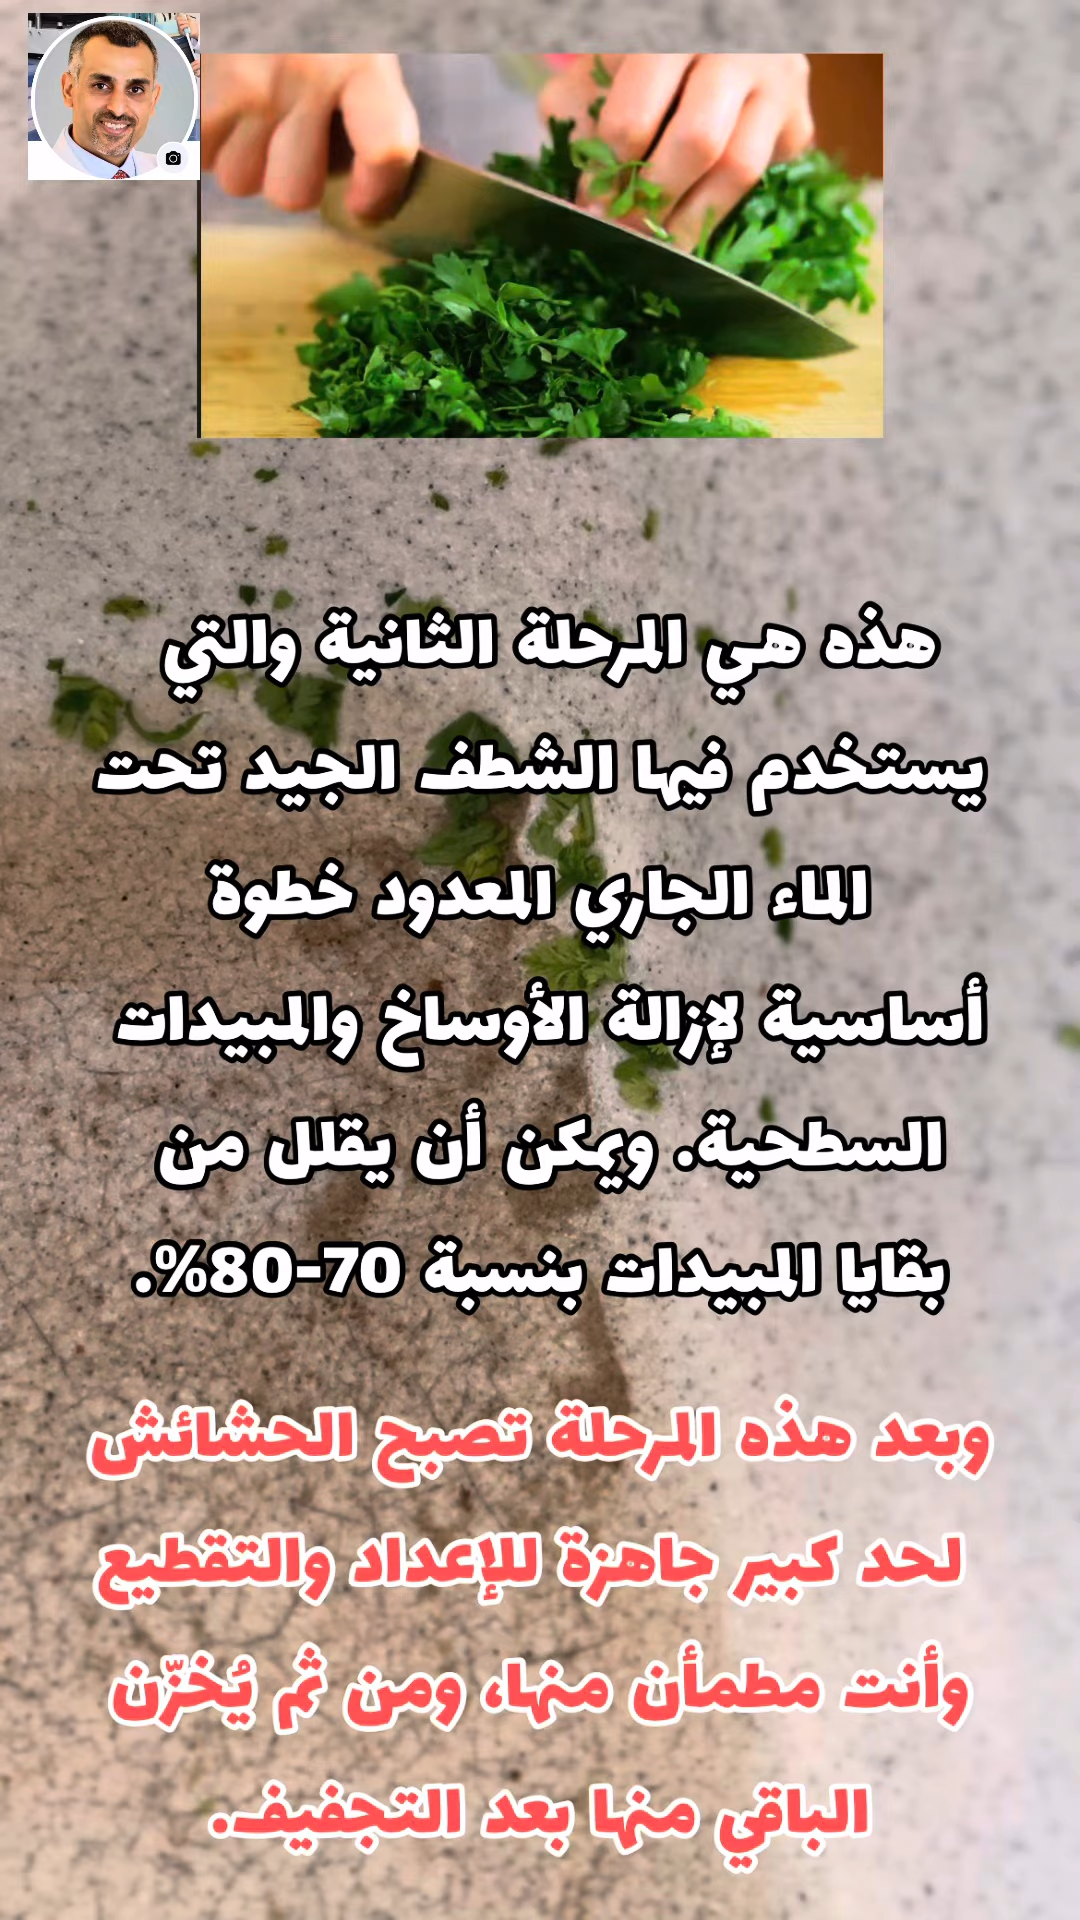 هذه هي المرحلة الثانية والتي
يستخدم فيها الشطف الجيد تحت
الماء الجاري المعدود خطوة
أساسية لإزالة الأوساخ والمبيدات
السطحية. ويمكن أن يقلل من
بقايا المبيدات بنسبة 70-80%.
وبعد هذه المرحلة تصبح الحشائش
لحد كبير جاهزة للإعداد والتقطيع
وأنت مطمأن منها، ومن ثم يُخزّن
الباقي منها بعد التجفيف.